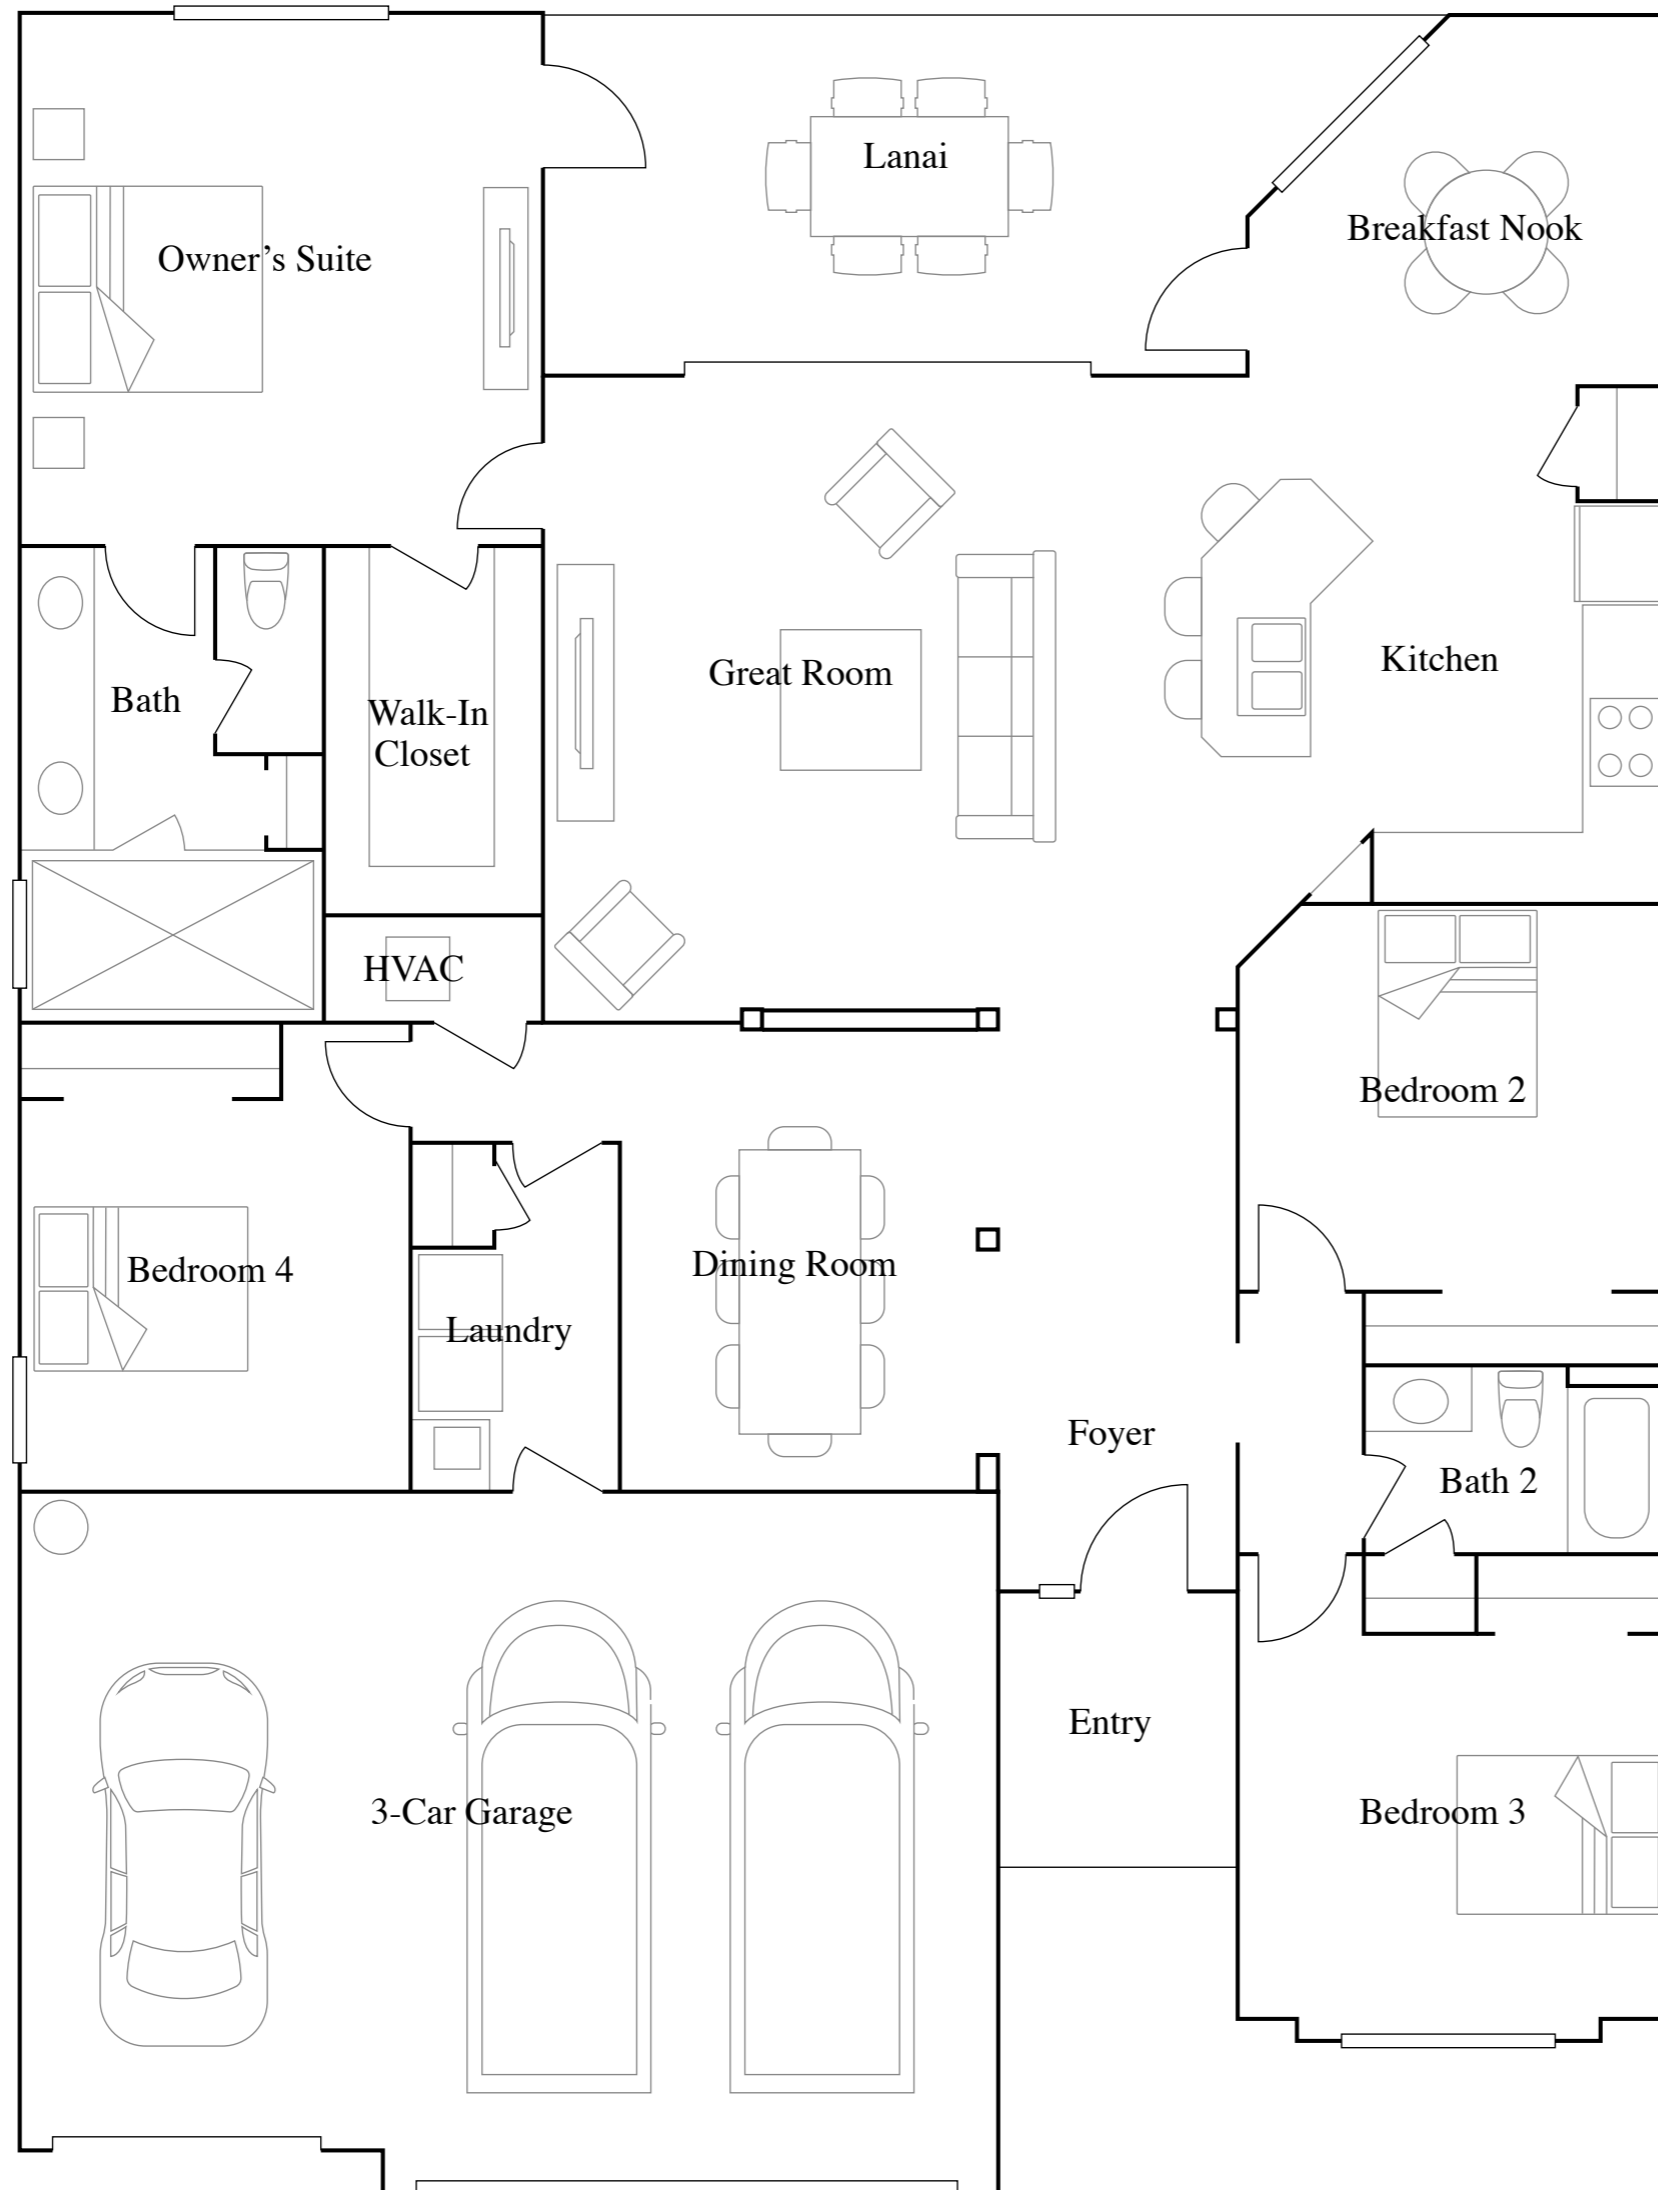 Lanai
Breakfast Nook
Owner’s Suite
Great Room
Kitchen
Bath
Walk-In
Closet
HVAC
Bedroom 2
Dining Room
Bedroom 4
Laundry
Foyer
Bath 2
Entry
3-Car Garage
Bedroom 3